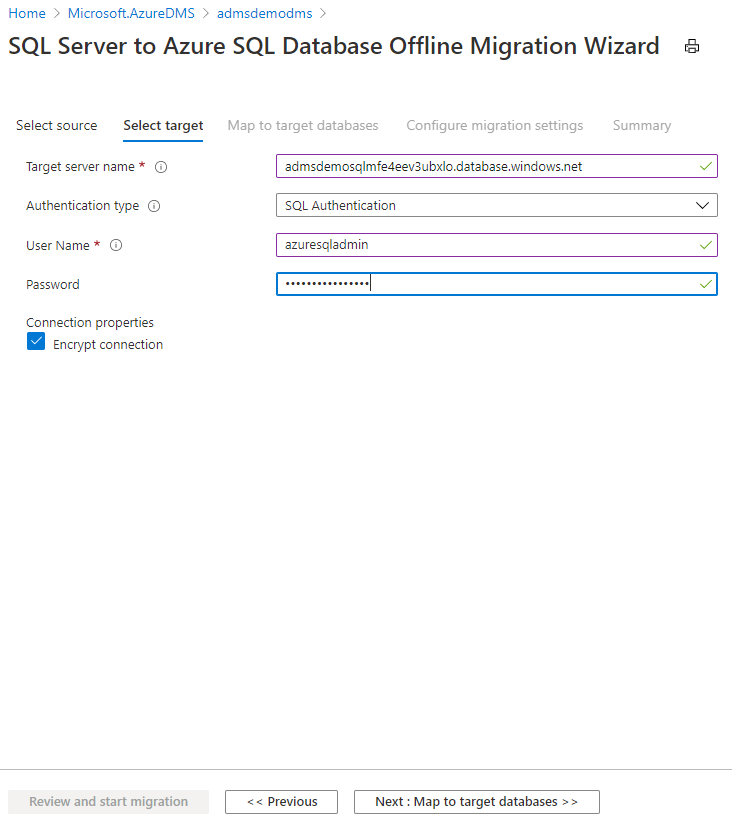 Home > Microsoft.AzureDMS > admsdemodms >
SQL Server to Azure SQL Database Offline Migration Wizard
Select source Select target Map to target databases Configure migration settings Summary
Target server name * admsdemosqlmfe4eev3ubxlo.database.windows.net
Authentication type SQL Authentication
User Name * azuresqladmin
Password ••••••••••••••••
Connection properties
Encrypt connection
Review and start migration << Previous Next : Map to target databases >>